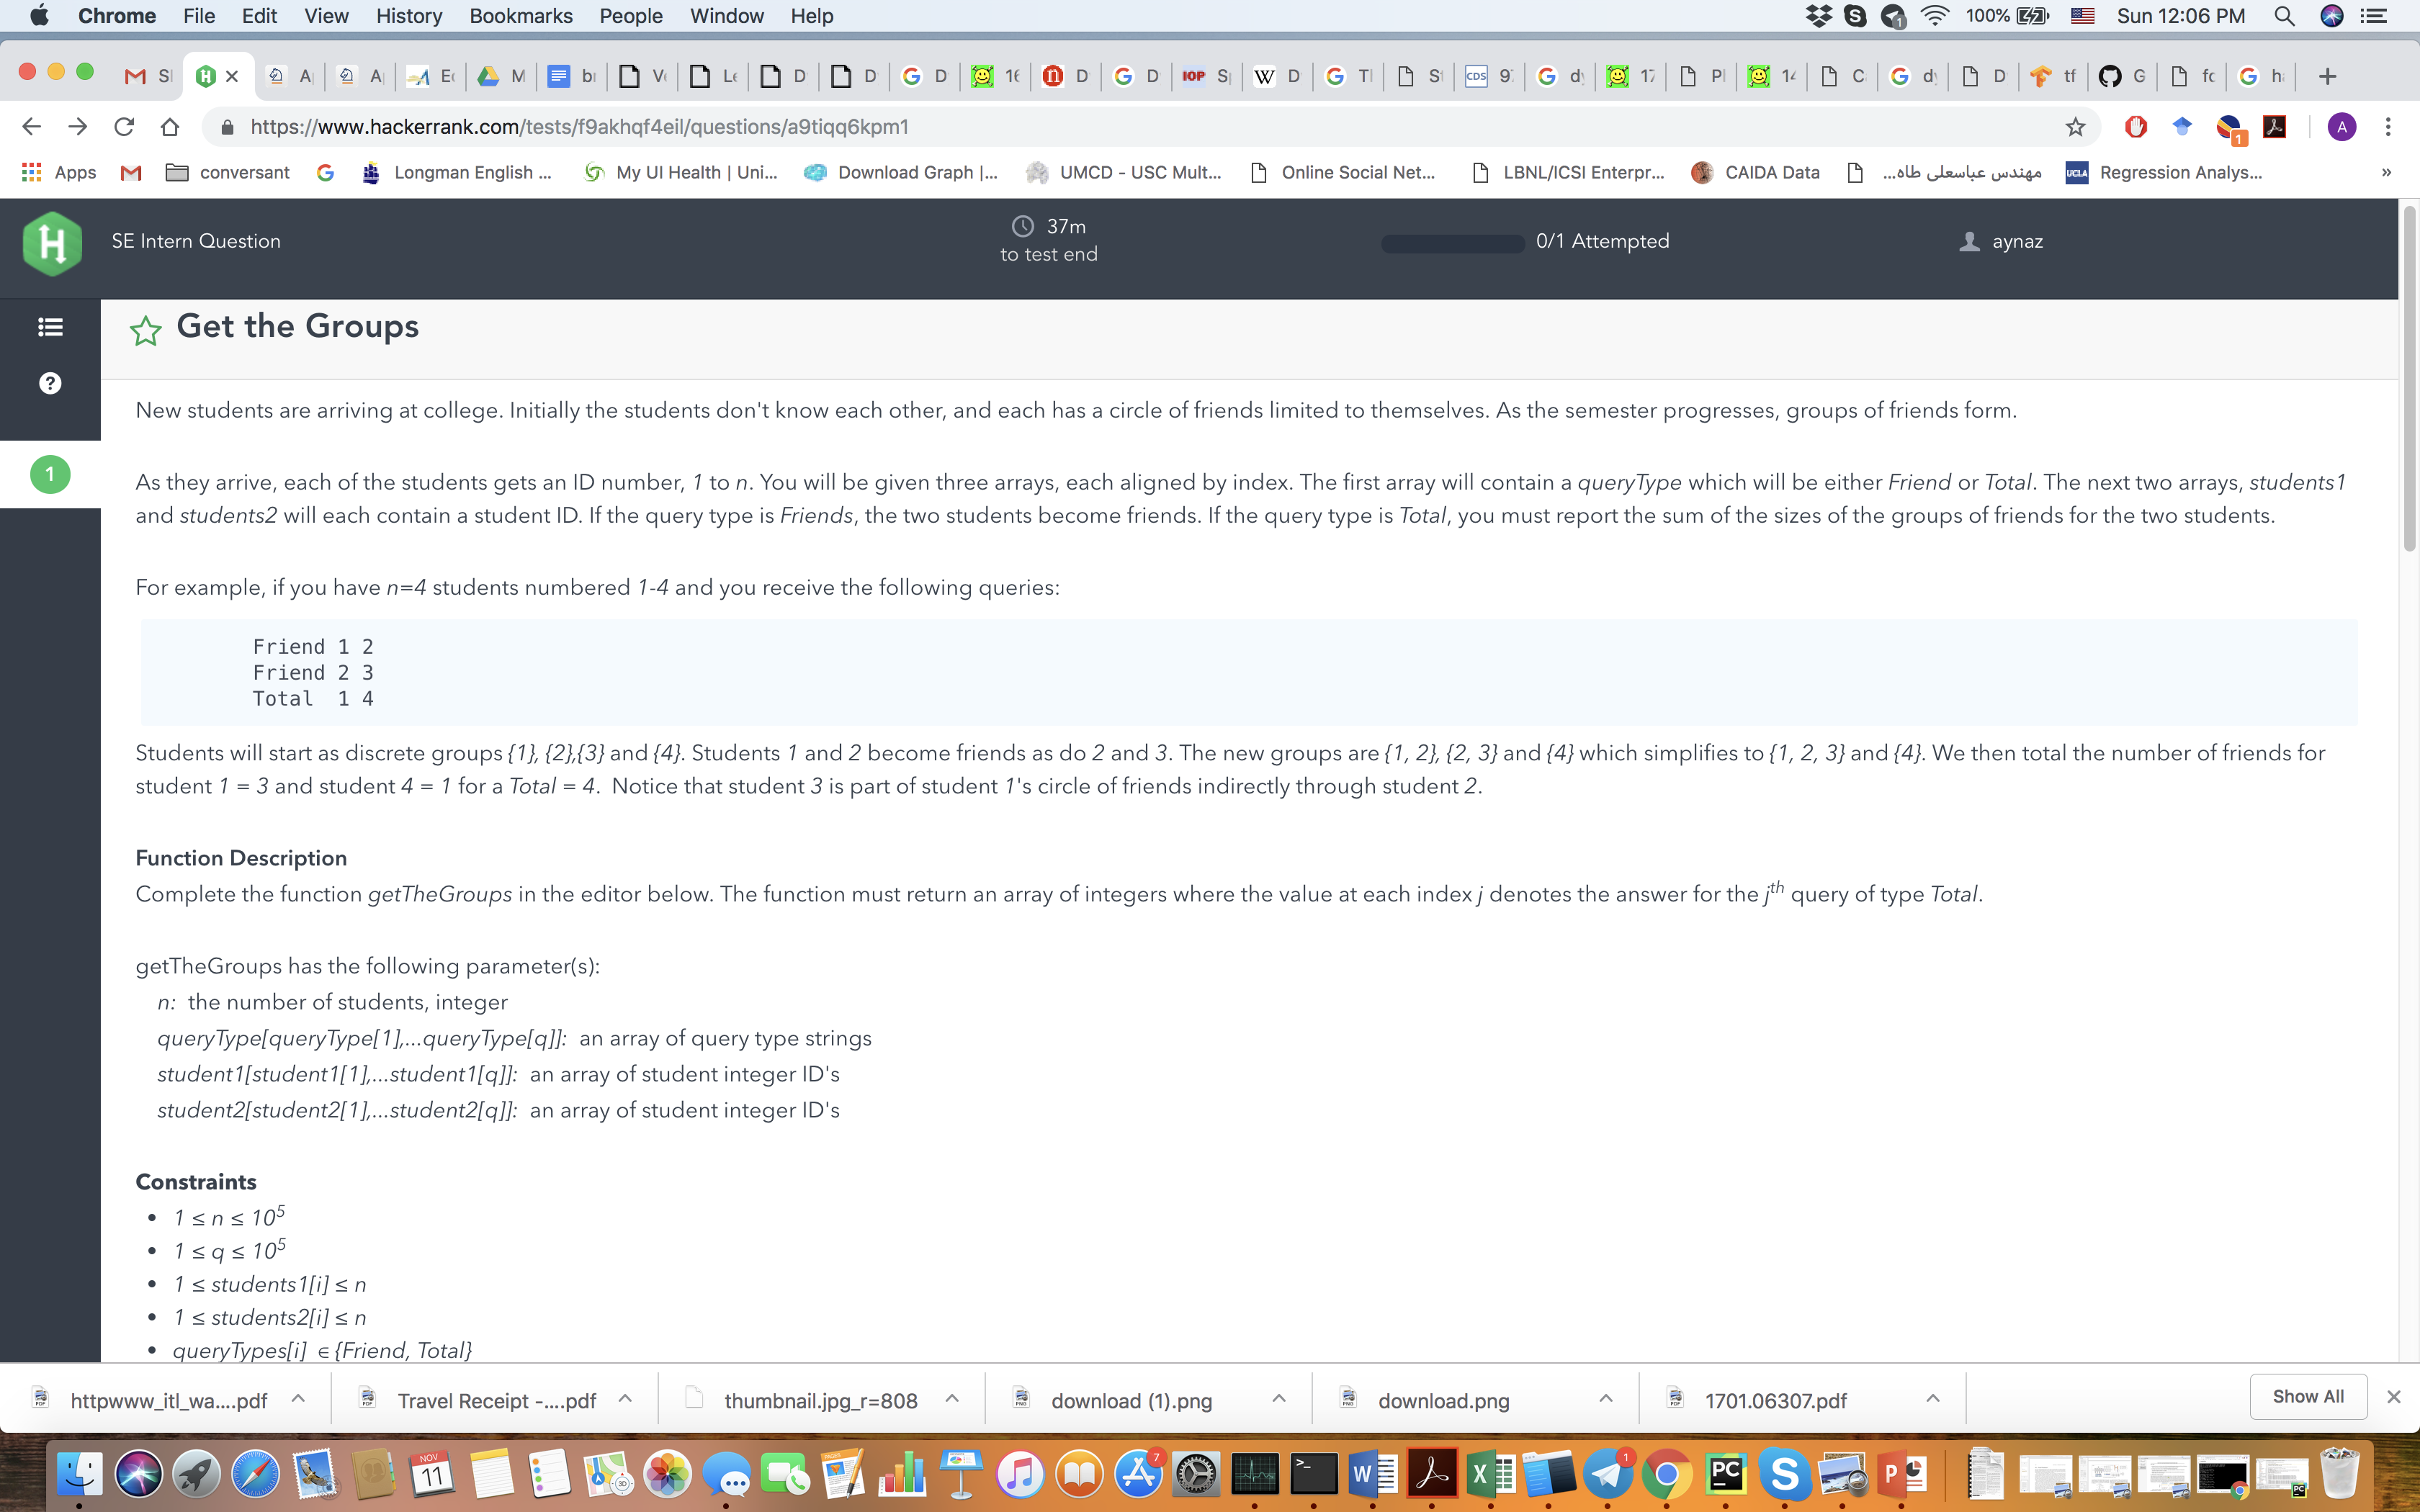 Chrome File Edit View History Bookmarks People Window Help 1 100% Sun 12:06 PM
https://www.hackerrank.com/tests/f9akhqf4eil/questions/a9tiqq6kpm1
Apps conversant Longman English ... My UI Health | Uni... Download Graph |... UMCD - USC Mult... Online Social Net... LBNL/ICSI Enterpr... CAIDA Data مهندس عباسعلی طاه... UCLA Regression Analys... »
SE Intern Question
37m
to test end
0/1 Attempted
aynaz
Get the Groups
1
New students are arriving at college. Initially the students don't know each other, and each has a circle of friends limited to themselves. As the semester progresses, groups of friends form.
As they arrive, each of the students gets an ID number, 1 to n. You will be given three arrays, each aligned by index. The first array will contain a queryType which will be either Friend or Total. The next two arrays, students1
and students2 will each contain a student ID. If the query type is Friends, the two students become friends. If the query type is Total, you must report the sum of the sizes of the groups of friends for the two students.
For example, if you have n=4 students numbered 1-4 and you receive the following queries:
Friend 1 2
Friend 2 3
Total 1 4
Students will start as discrete groups {1}, {2},{3} and {4}. Students 1 and 2 become friends as do 2 and 3. The new groups are {1, 2}, {2, 3} and {4} which simplifies to {1, 2, 3} and {4}. We then total the number of friends for
student 1 = 3 and student 4 = 1 for a Total = 4. Notice that student 3 is part of student 1's circle of friends indirectly through student 2.
Function Description
Complete the function getTheGroups in the editor below. The function must return an array of integers where the value at each index j denotes the answer for the jth query of type Total.
getTheGroups has the following parameter(s):
n: the number of students, integer
queryType[queryType[1],...queryType[q]]: an array of query type strings
student1[student1[1],...student1[q]]: an array of student integer ID's
student2[student2[1],...student2[q]]: an array of student integer ID's
Constraints
• 1 ≤ n ≤ 10⁵
• 1 ≤ q ≤ 10⁵
• 1 ≤ students1[i] ≤ n
• 1 ≤ students2[i] ≤ n
• queryTypes[i] ∈ {Friend, Total}
httpwww_itl_wa....pdf Travel Receipt -....pdf thumbnail.jpg_r=808 download (1).png download.png 1701.06307.pdf Show All
NOV 11 7 1